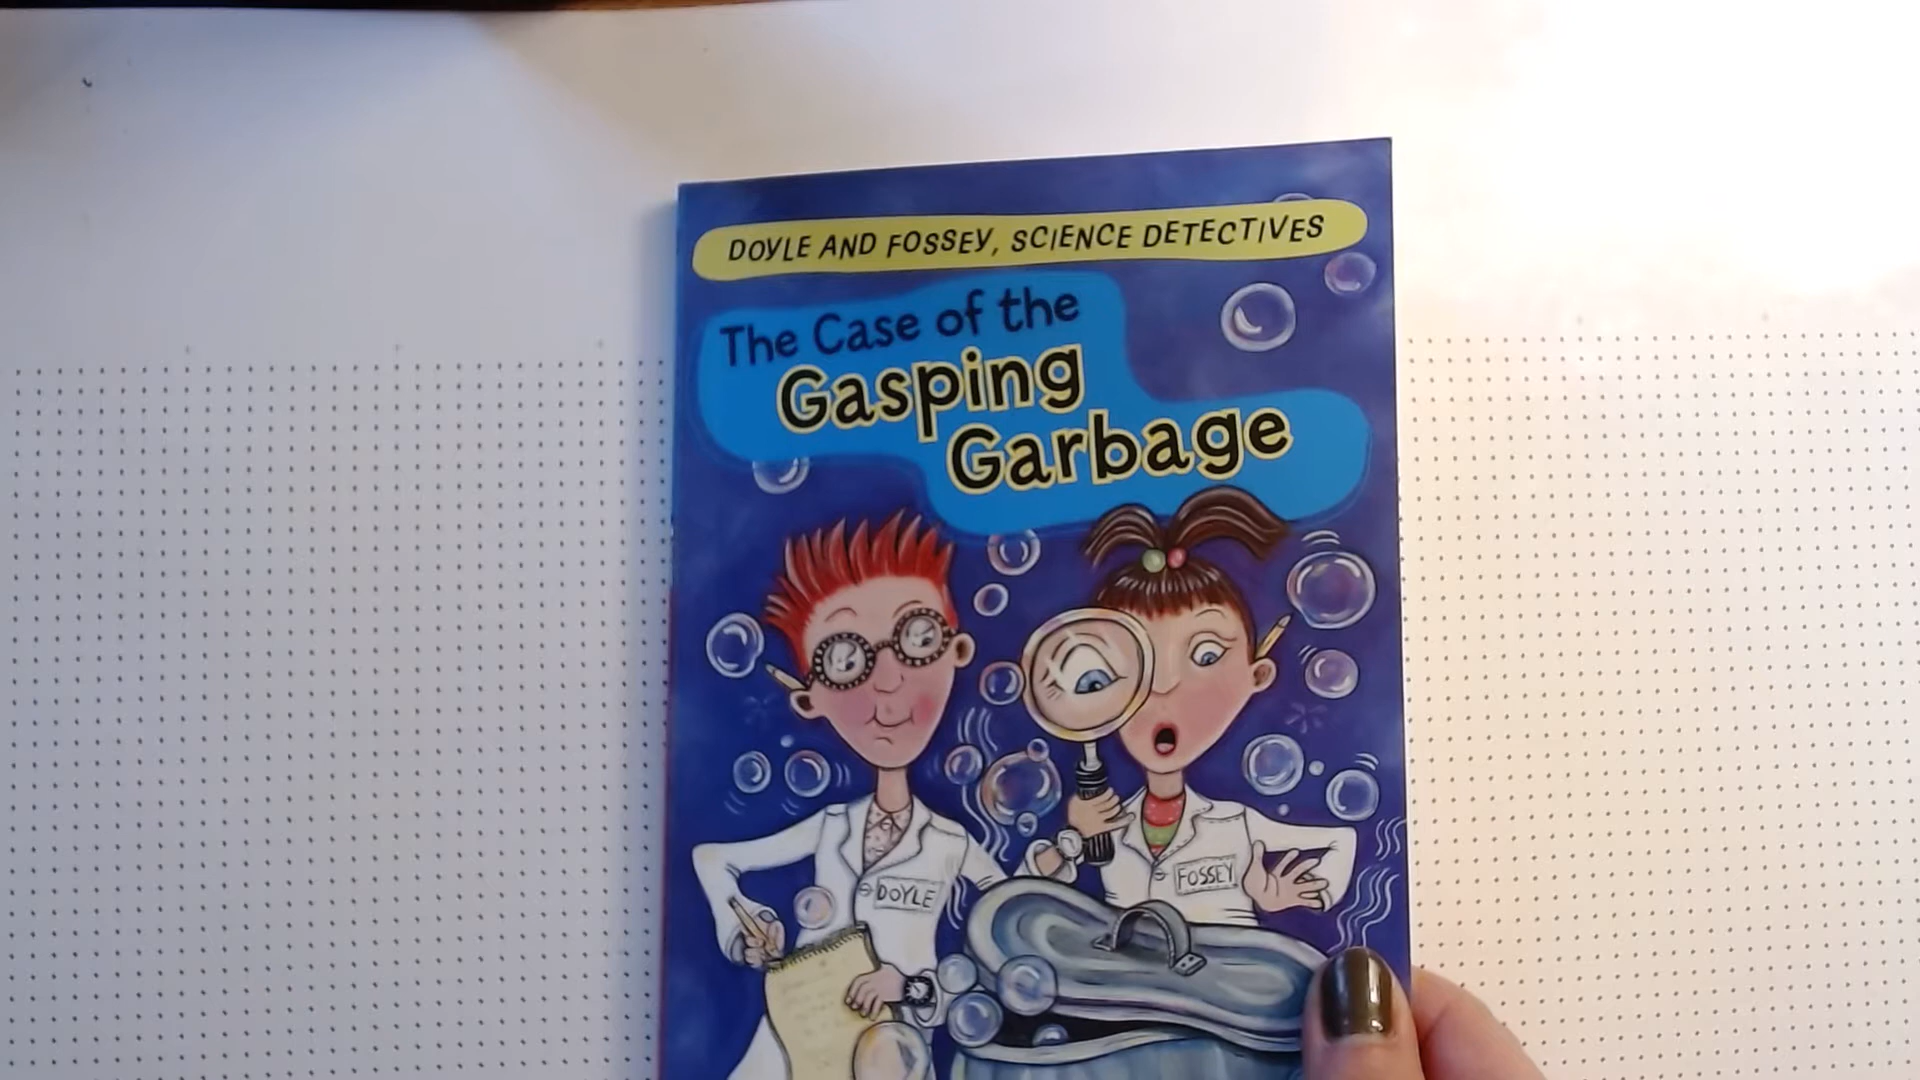 DOYLE AND FOSSEY, SCIENCE DETECTIVES
The Case of the
Gasping
Garbage
DOYLE
FOSSEY